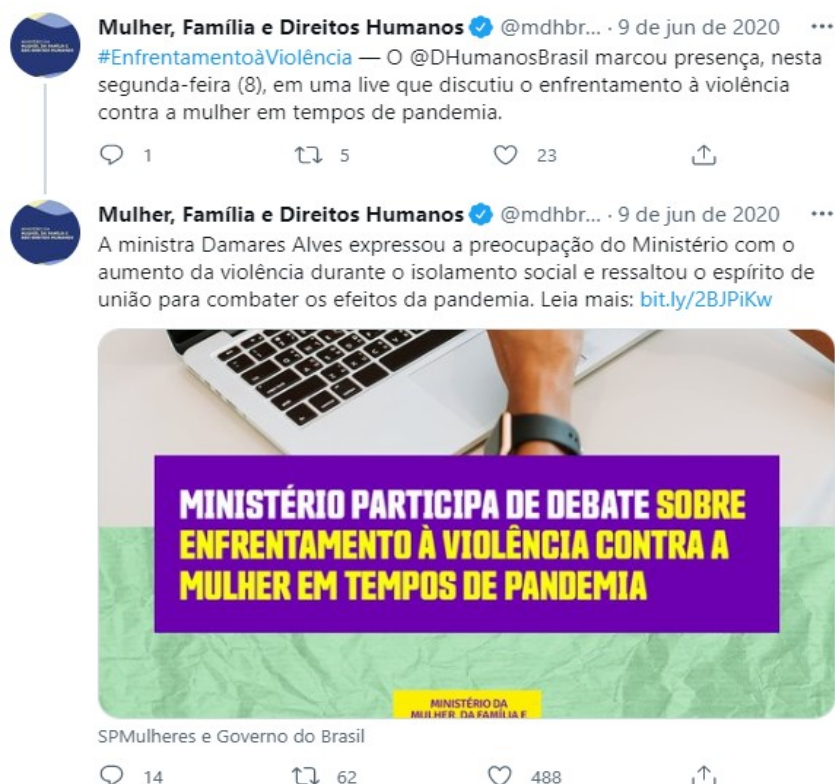 Mulher, Família e Direitos Humanos @mdhbr... · 9 de jun de 2020 ...
#EnfrentamentoàViolência — O @DHumanosBrasil marcou presença, nesta
segunda-feira (8), em uma live que discutiu o enfrentamento à violência
contra a mulher em tempos de pandemia.
1 5 23
Mulher, Família e Direitos Humanos @mdhbr... · 9 de jun de 2020 ...
A ministra Damares Alves expressou a preocupação do Ministério com o
aumento da violência durante o isolamento social e ressaltou o espírito de
união para combater os efeitos da pandemia. Leia mais: bit.ly/2BJPiKw
MINISTÉRIO PARTICIPA DE DEBATE SOBRE
ENFRENTAMENTO À VIOLÊNCIA CONTRA A
MULHER EM TEMPOS DE PANDEMIA
MINISTÉRIO DA
MULHER, DA FAMÍLIA E
SPMulheres e Governo do Brasil
14 62 488